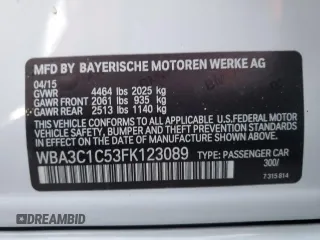 MFD BY BAYERISCHE MOTOREN WERKE AG
04/15
GVWR 4464 lbs 2025 kg
GAWR FRONT 2061 lbs 935 kg
GAWR REAR 2513 lbs 1140 kg
THIS VEHICLE CONFORMS TO ALL APPLICABLE U.S. FEDERAL MOTOR
VEHICLE SAFETY, BUMPER, AND THEFT PREVENTION
STANDARDS IN EFFECT ON THE DATE OF MANUFACTURE SHOWN ABOVE.
WBA3C1C53FK123089 TYPE: PASSENGER CAR
300/
7 315 814
AUTOBIDMASTER